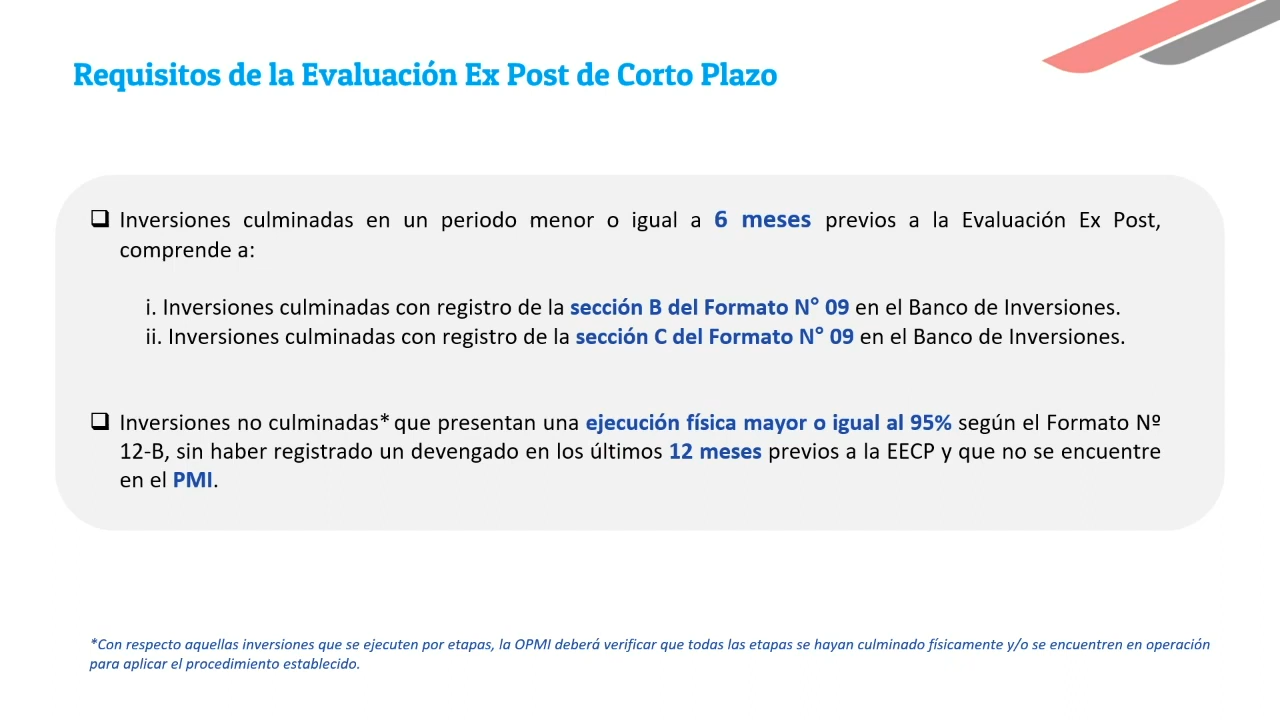 Requisitos de la Evaluación Ex Post de Corto Plazo
❑ Inversiones culminadas en un periodo menor o igual a 6 meses previos a la Evaluación Ex Post,
comprende a:
i. Inversiones culminadas con registro de la sección B del Formato N° 09 en el Banco de Inversiones.
ii. Inversiones culminadas con registro de la sección C del Formato N° 09 en el Banco de Inversiones.
❑ Inversiones no culminadas* que presentan una ejecución física mayor o igual al 95% según el Formato Nº
12-B, sin haber registrado un devengado en los últimos 12 meses previos a la EECP y que no se encuentre
en el PMI.
*Con respecto aquellas inversiones que se ejecuten por etapas, la OPMI deberá verificar que todas las etapas se hayan culminado físicamente y/o se encuentren en operación
para aplicar el procedimiento establecido.